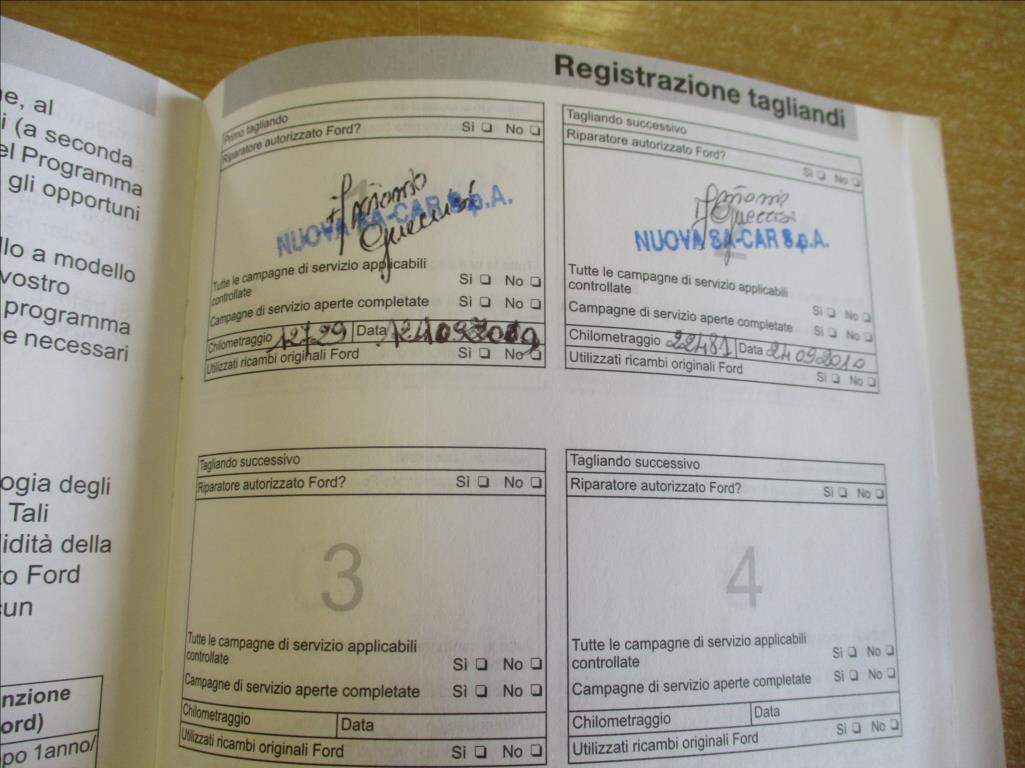 e, al
i (a seconda
el Programma
gli opportuni
llo a modello
vostro
programma
e necessari
ogia degli
Tali
lidità della
to Ford
cun
nzione
ord)
po 1anno/
Registrazione tagliandi
Primo tagliando
Riparatore autorizzato Ford? Sì No
NUOVA SA-CAR S.p.A.
Tutte le campagne di servizio applicabili
controllate Sì No
Campagne di servizio aperte completate Sì No
Chilometraggio 12729 Data 12092009
Utilizzati ricambi originali Ford Sì No
Tagliando successivo
Riparatore autorizzato Ford?
Sì No
NUOVA SA-CAR S.p.A.
Tutte le campagne di servizio applicabili
controllate Sì No
Campagne di servizio aperte completate Sì No
Chilometraggio 22481 Data 24092010
Utilizzati ricambi originali Ford Sì No
Tagliando successivo
Riparatore autorizzato Ford? Sì No
3
Tutte le campagne di servizio applicabili
controllate Sì No
Campagne di servizio aperte completate Sì No
Chilometraggio Data
Utilizzati ricambi originali Ford Sì No
Tagliando successivo
Riparatore autorizzato Ford? Sì No
4
Tutte le campagne di servizio applicabili
controllate Sì No
Campagne di servizio aperte completate Sì No
Chilometraggio Data
Utilizzati ricambi originali Ford Sì No